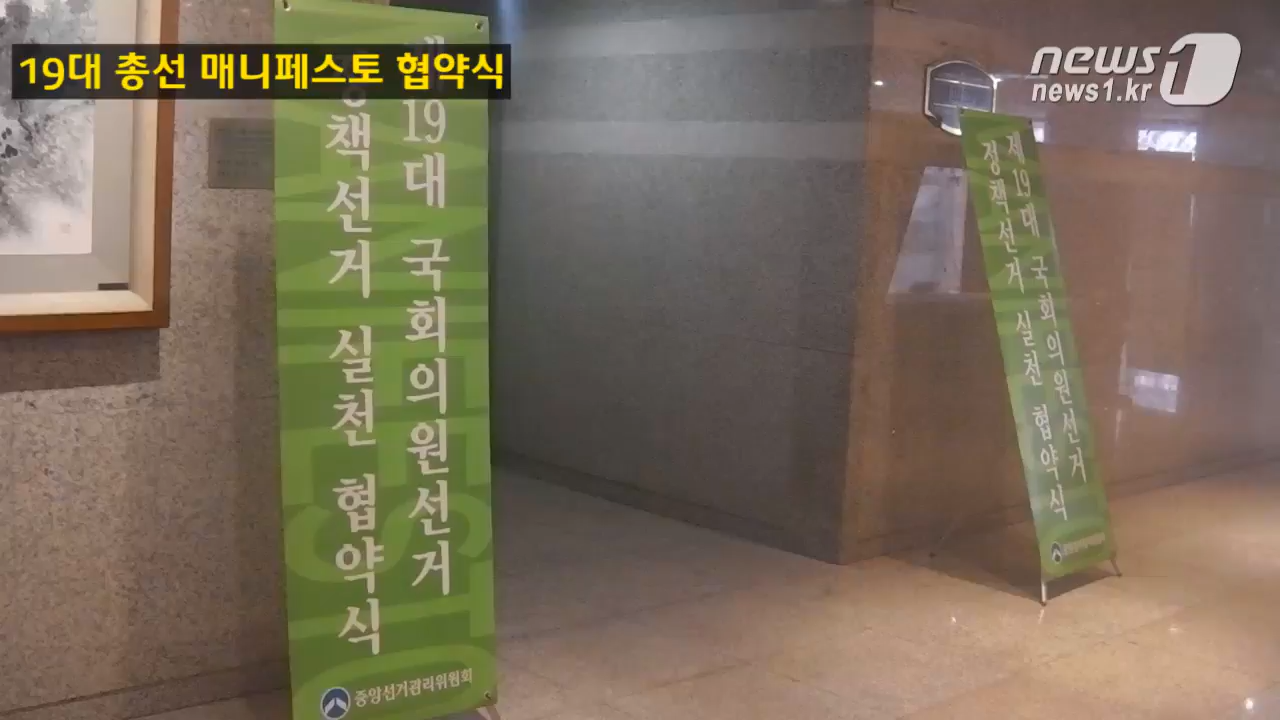 19대 총선 매니페스토 협약식
news1
news1.kr
제19대 국회의원선거
정책선거 실천 협약식
중앙선거관리위원회
제19대 국회의원선거
정책선거 실천 협약식